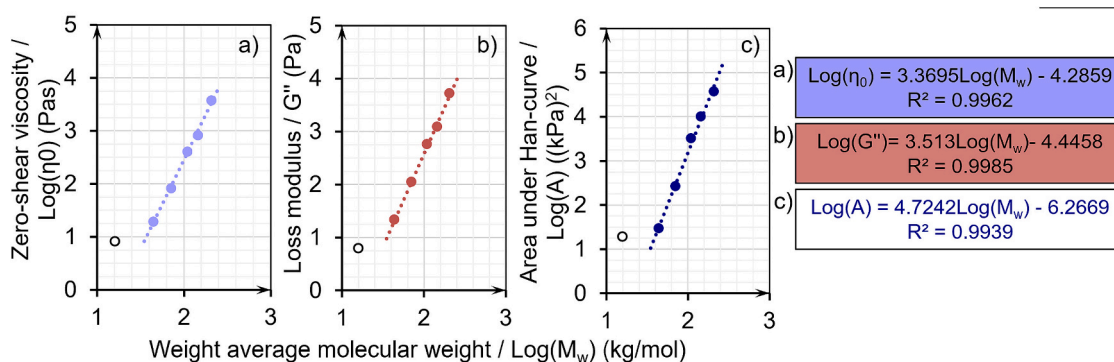 Zero-shear viscosity /
Log(η0) (Pas)
5
4
3
2
1
0
1 2 3
a)
Loss modulus / G" (Pa)
5
4
3
2
1
0
1 2 3
b)
Area under Han-curve /
Log(A) ((kPa)²)
6
5
4
3
2
1
0
1 2 3
c)
Weight average molecular weight / Log(Mw) (kg/mol)
a) Log(η₀) = 3.3695Log(Mw) - 4.2859
R² = 0.9962
b) Log(G")= 3.513Log(Mw)- 4.4458
R² = 0.9985
c) Log(A) = 4.7242Log(Mw) - 6.2669
R² = 0.9939